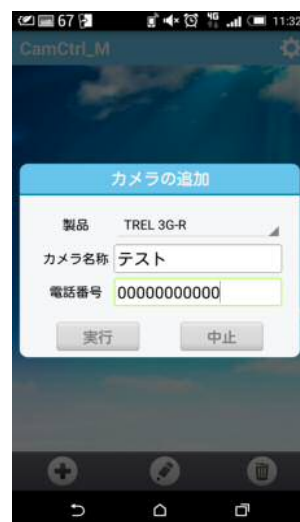 67 4G 11:32
CamCtrl_M
カメラの追加
製品 TREL 3G-R
カメラ名称 テスト
電話番号 00000000000
実行 中止